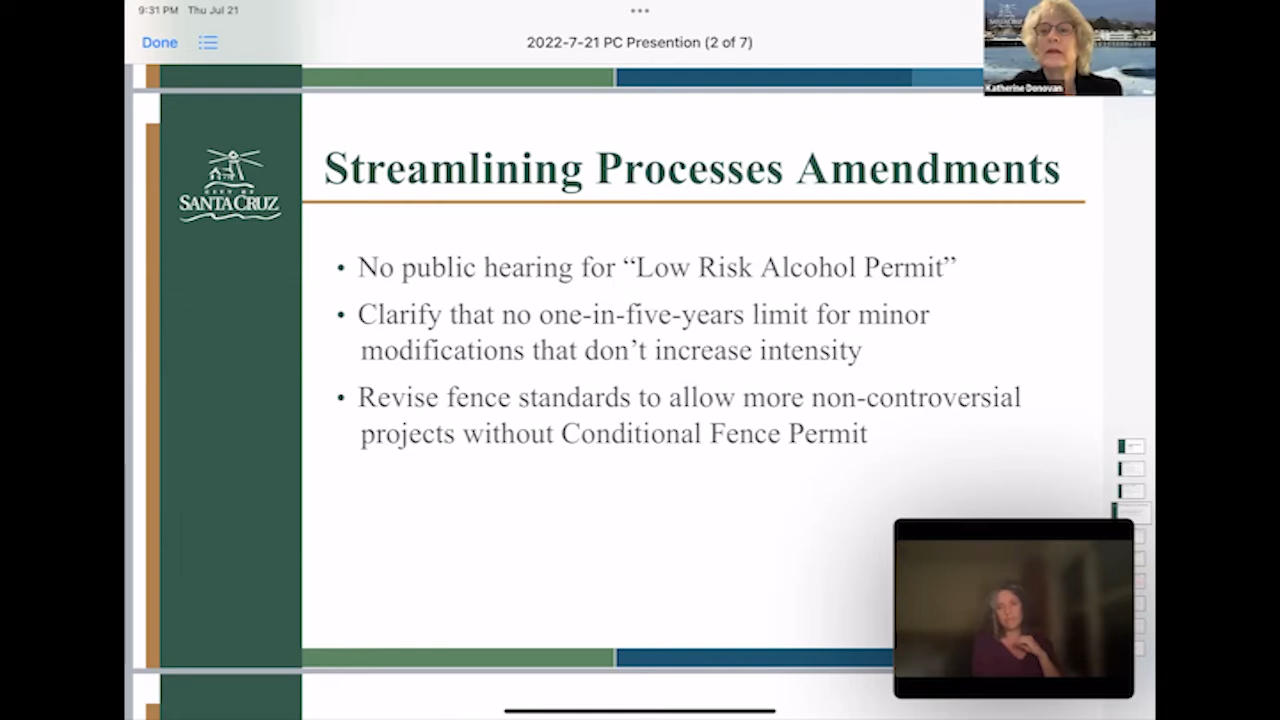 9:31 PM Thu Jul 21
Done
2022-7-21 PC Presention (2 of 7)
Katherine Donovan
CITY OF
SANTA CRUZ
Streamlining Processes Amendments
• No public hearing for “Low Risk Alcohol Permit”
• Clarify that no one-in-five-years limit for minor
modifications that don’t increase intensity
• Revise fence standards to allow more non-controversial
projects without Conditional Fence Permit